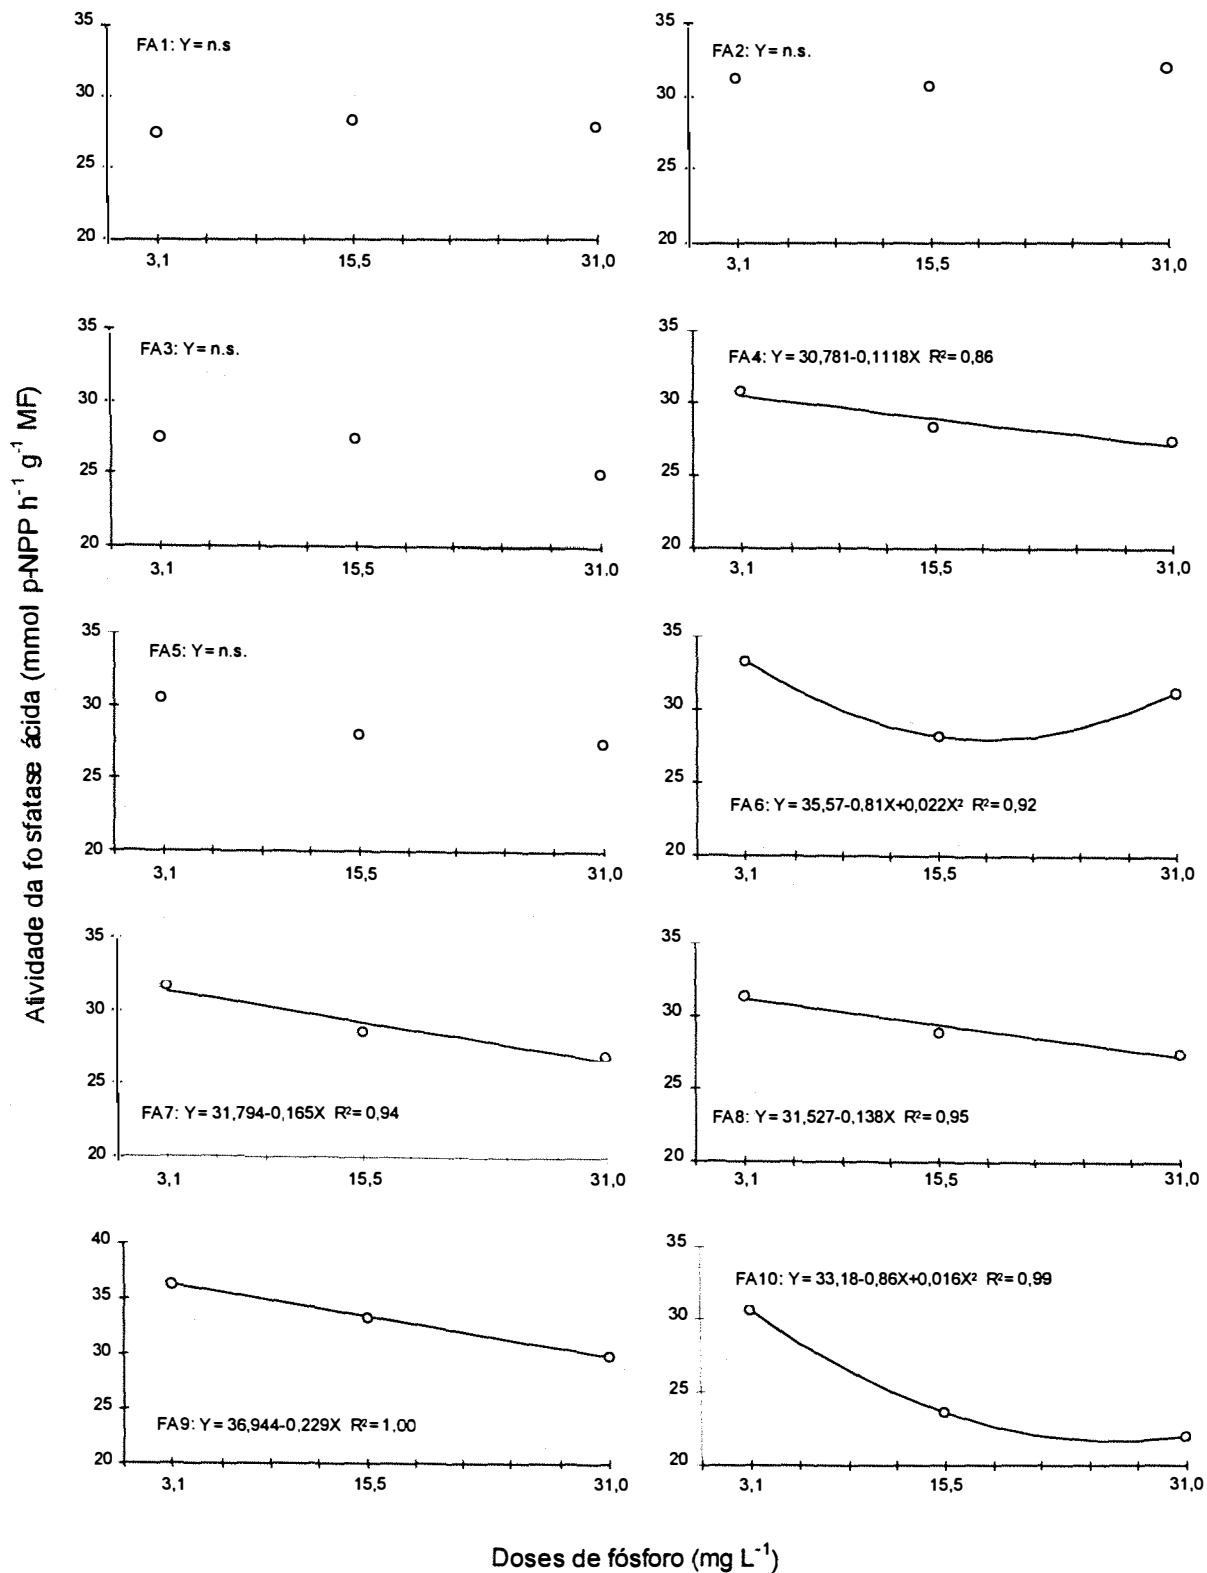 Atividade da fosfatase ácida (mmol p-NPP h⁻¹ g⁻¹ MF)
35
30
25
20
FA1: Y = n.s
3,1 15,5 31,0
35
30
25
20
FA2: Y = n.s.
3,1 15,5 31,0
35
30
25
20
FA3: Y = n.s.
3,1 15,5 31,0
35
30
25
20
FA4: Y = 30,781-0,1118X R² = 0,86
3,1 15,5 31,0
35
30
25
20
FA5: Y = n.s.
3,1 15,5 31,0
35
30
25
20
FA6: Y = 35,57-0,81X+0,022X² R² = 0,92
3,1 15,5 31,0
35
30
25
20
FA7: Y = 31,794-0,165X R² = 0,94
3,1 15,5 31,0
35
30
25
20
FA8: Y = 31,527-0,138X R² = 0,95
3,1 15,5 31,0
40
35
30
25
20
FA9: Y = 36,944-0,229X R² = 1,00
3,1 15,5 31,0
35
30
25
20
FA10: Y = 33,18-0,86X+0,016X² R² = 0,99
3,1 15,5 31,0
Doses de fósforo (mg L⁻¹)